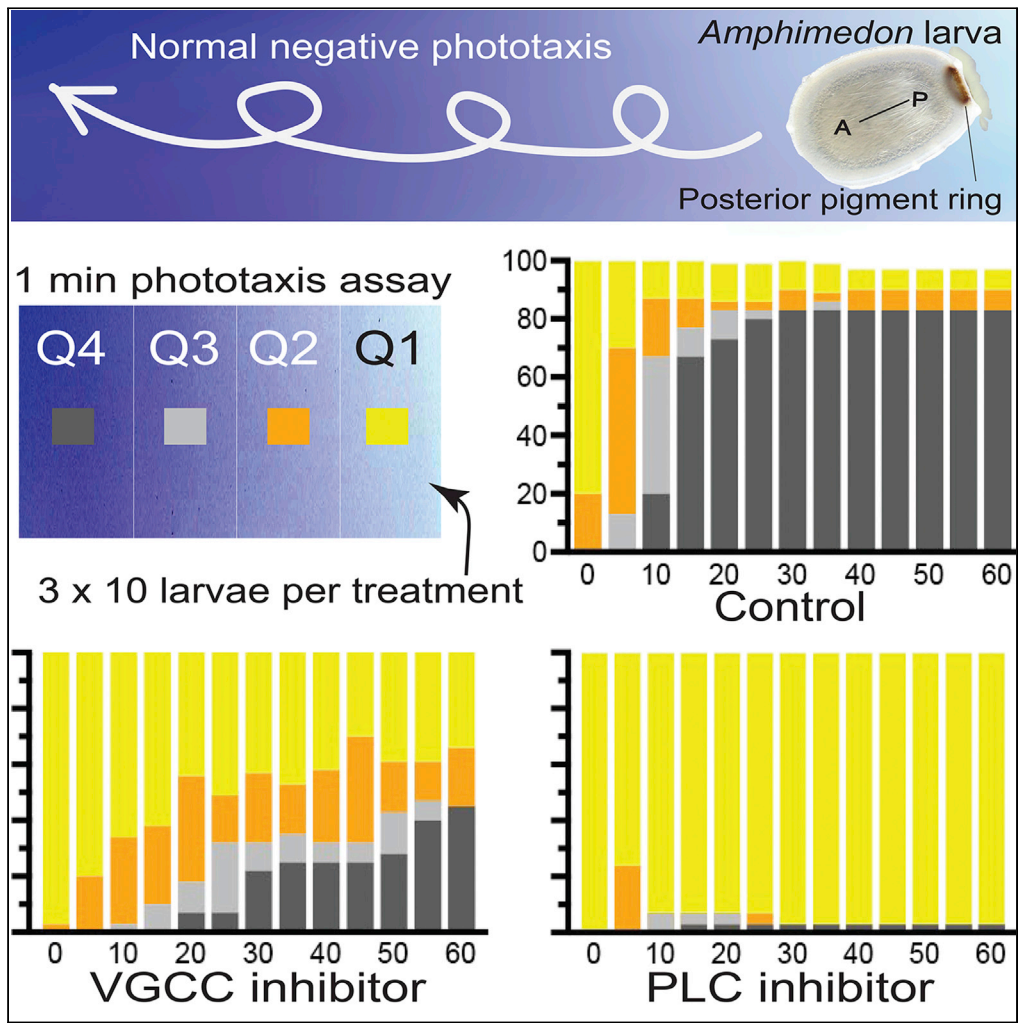 Normal negative phototaxis
Amphimedon larva
A
P
Posterior pigment ring
1 min phototaxis assay
Q4 Q3 Q2 Q1
3 x 10 larvae per treatment
100
80
60
40
20
0
0 10 20 30 40 50 60
Control
0 10 20 30 40 50 60
VGCC inhibitor
0 10 20 30 40 50 60
PLC inhibitor